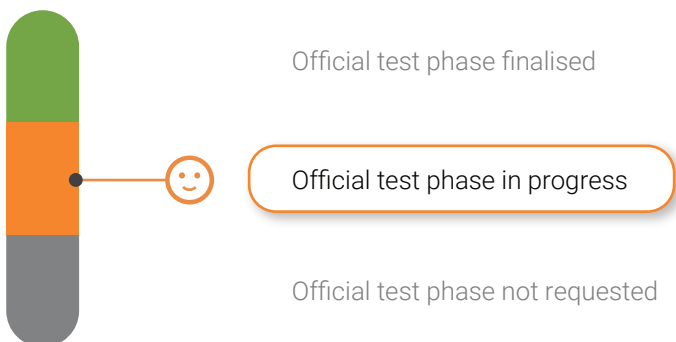 Official test phase finalised
Official test phase in progress
Official test phase not requested